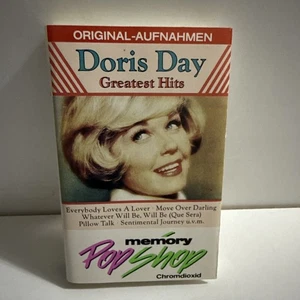 ORIGINAL-AUFNAHMEN
Doris Day
Greatest Hits
Everybody Loves A Lover · Move Over Darling
Whatever Will Be, Will Be (Que Sera)
Pillow Talk · Sentimental Journey u.v.m.
memory
Pop Shop
Chromdioxid